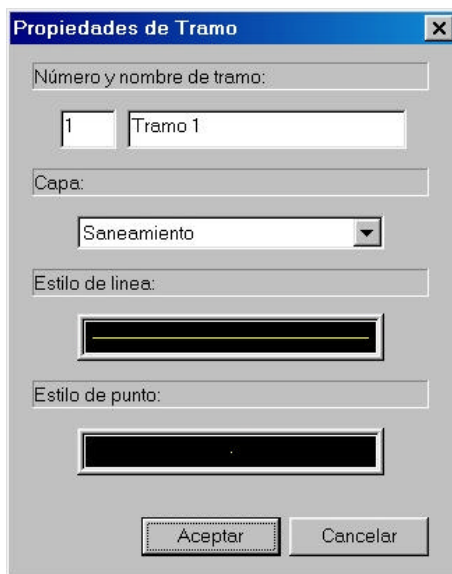 Propiedades de Tramo
Número y nombre de tramo:
1 Tramo 1
Capa:
Saneamiento
Estilo de linea:
Estilo de punto:
Aceptar Cancelar